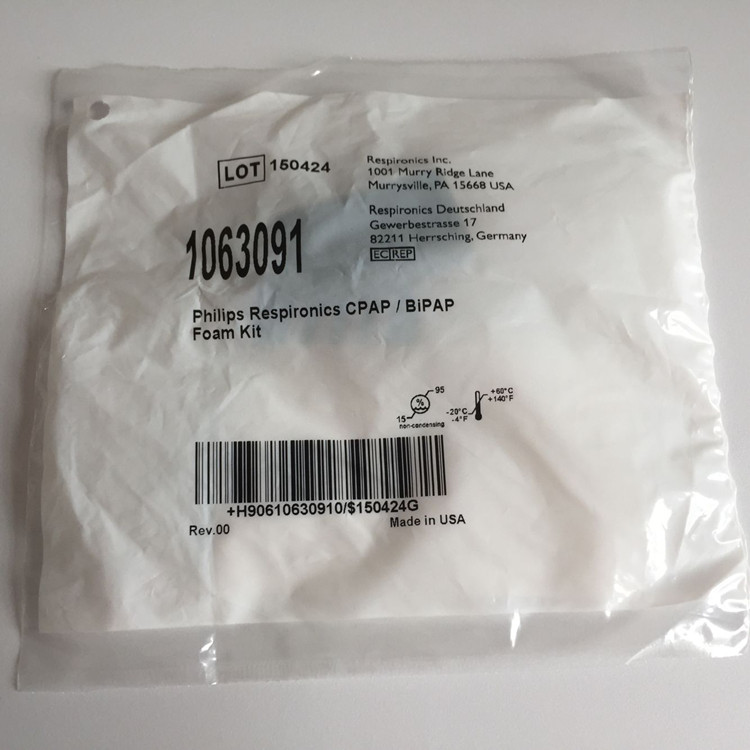 LOT 150424
Respironics Inc.
1001 Murry Ridge Lane
Murrysville, PA 15668 USA
Respironics Deutschland
Gewerbestrasse 17
82211 Herrsching, Germany
EC REP
1063091
Philips Respironics CPAP / BiPAP
Foam Kit
95
%
15
non-condensing
+60°C
+140°F
-20°C
-4°F
+H90610630910/$150424G
Rev.00
Made in USA